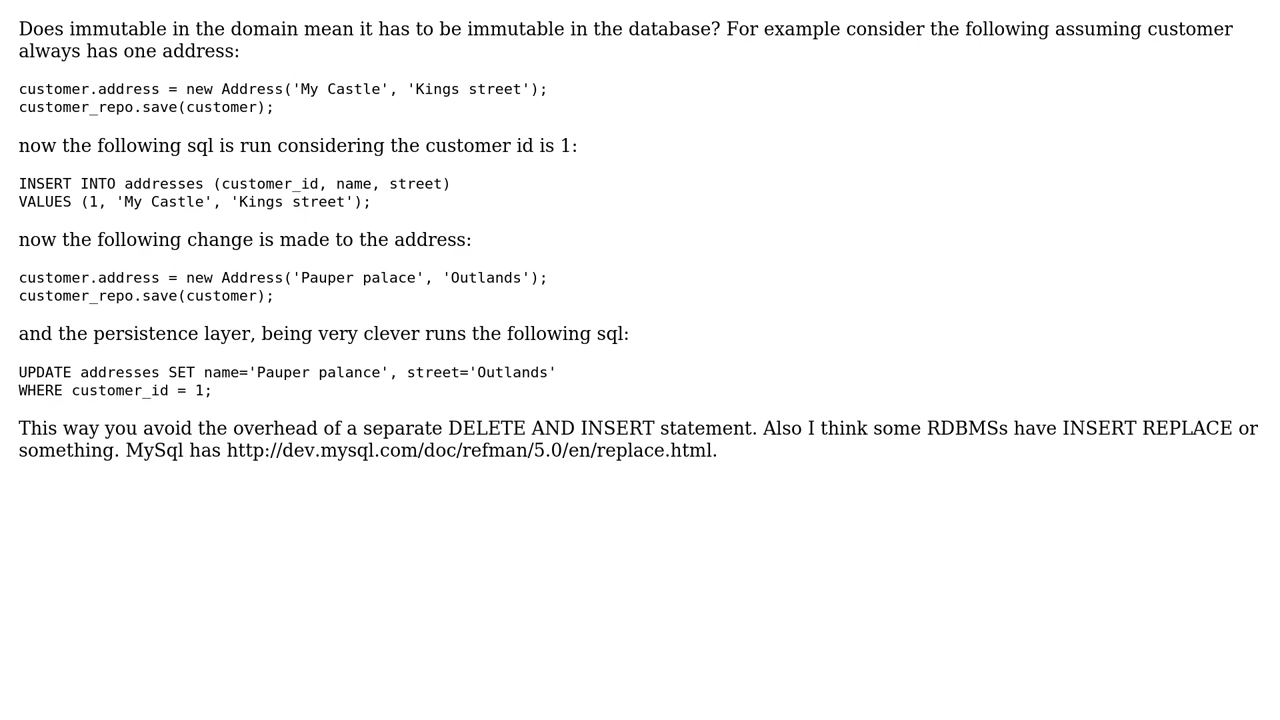 Does immutable in the domain mean it has to be immutable in the database? For example consider the following assuming customer
always has one address:
customer.address = new Address('My Castle', 'Kings street');
customer_repo.save(customer);
now the following sql is run considering the customer id is 1:
INSERT INTO addresses (customer_id, name, street)
VALUES (1, 'My Castle', 'Kings street');
now the following change is made to the address:
customer.address = new Address('Pauper palace', 'Outlands');
customer_repo.save(customer);
and the persistence layer, being very clever runs the following sql:
UPDATE addresses SET name='Pauper palance', street='Outlands'
WHERE customer_id = 1;
This way you avoid the overhead of a separate DELETE AND INSERT statement. Also I think some RDBMSs have INSERT REPLACE or
something. MySql has http://dev.mysql.com/doc/refman/5.0/en/replace.html.